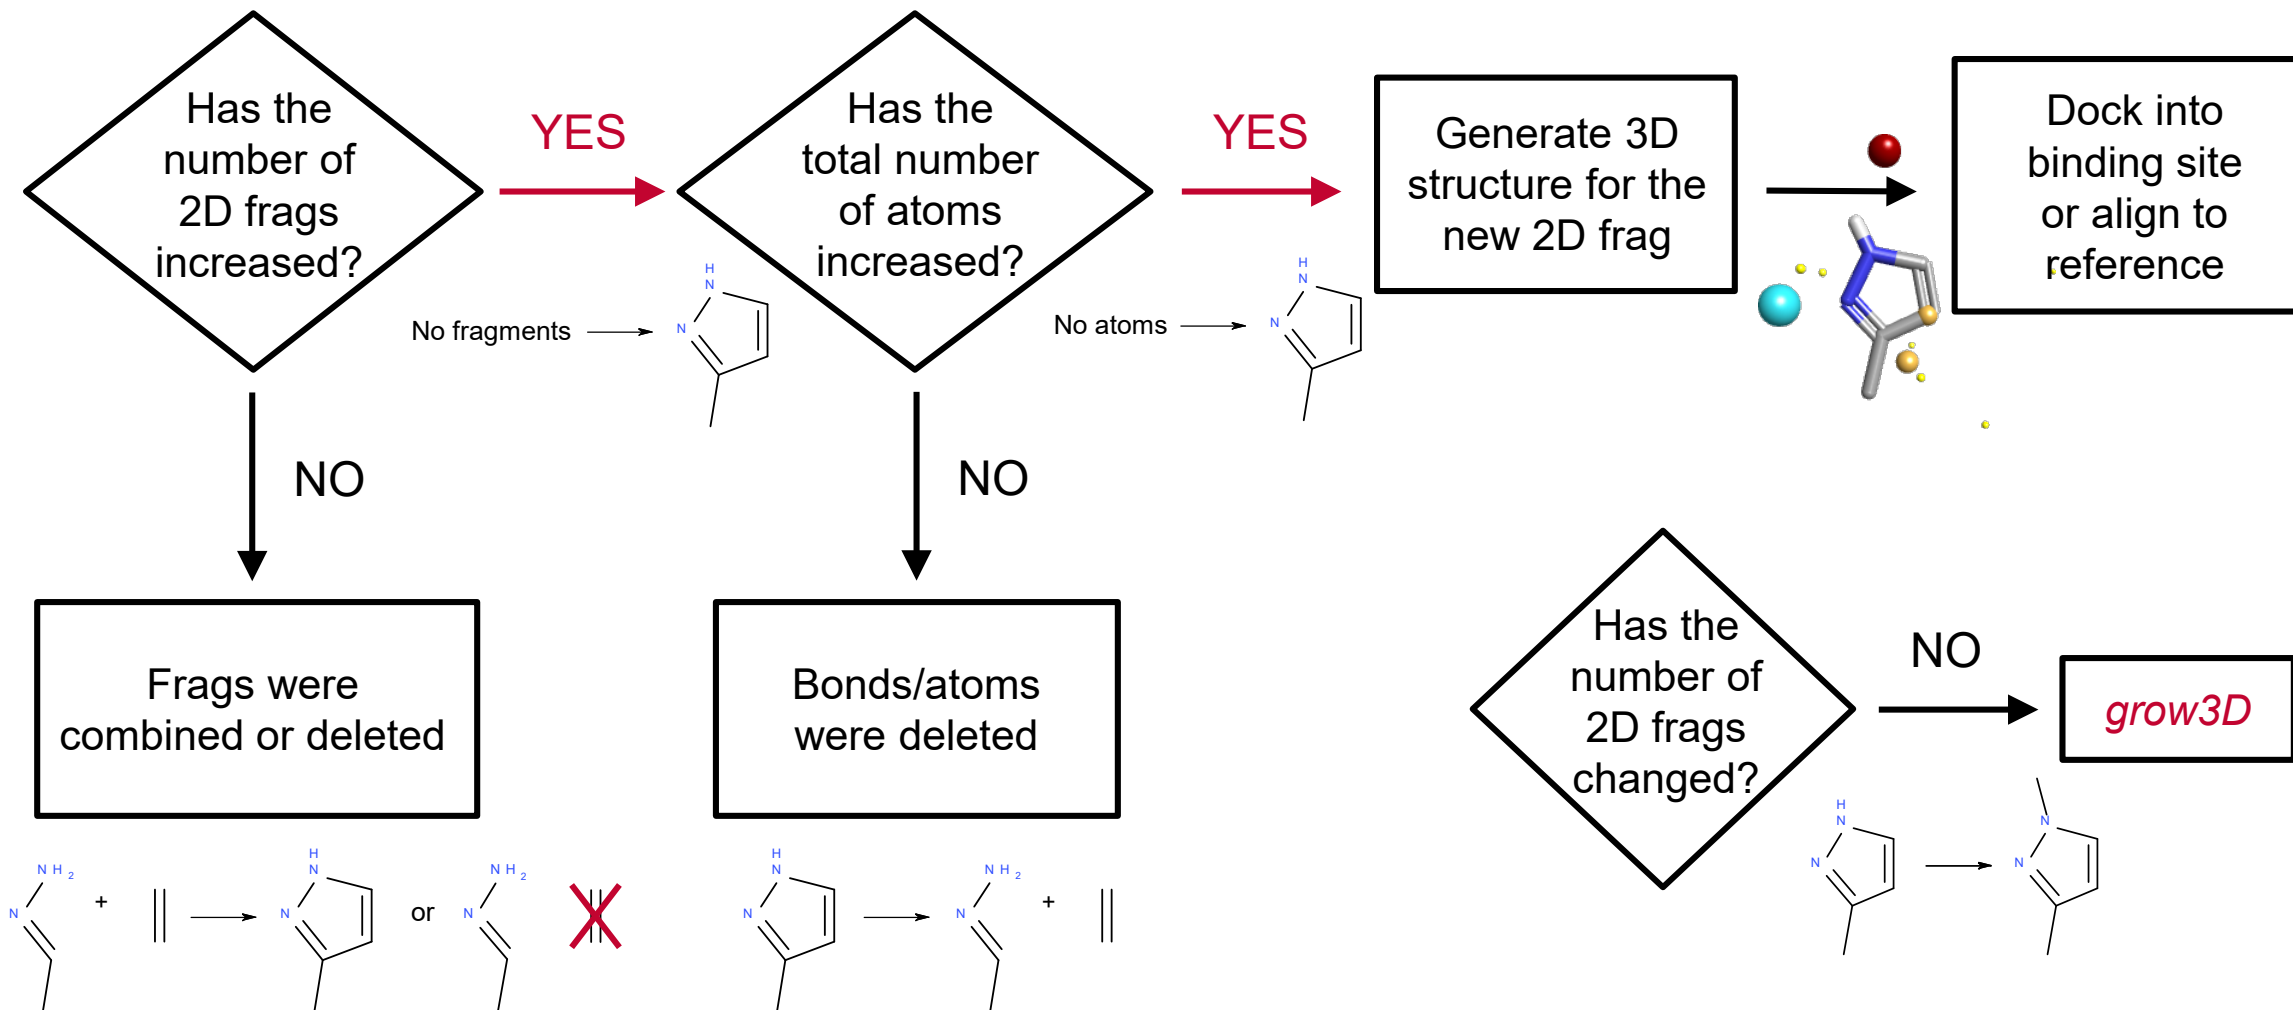 Has the
number of
2D frags
increased?
YES
Has the
total number
of atoms
increased?
YES
Generate 3D
structure for the
new 2D frag
Dock into
binding site
or align to
reference
No fragments
H
N
N
No atoms
H
N
N
NO
NO
Frags were
combined or deleted
Bonds/atoms
were deleted
Has the
number of
2D frags
changed?
NO
grow3D
NH2
N
+
H
N
N
or
NH2
N
H
N
N
NH2
N
+
H
N
N
N
N